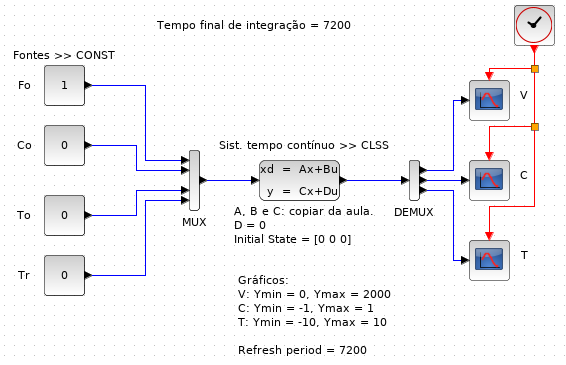 Tempo final de integração = 7200
Fontes >> CONST
Fo
1
V
Co
0
Sist. tempo contínuo >> CLSS
xd = Ax+Bu
y = Cx+Du
C
MUX
DEMUX
To
0
A, B e C: copiar da aula.
D = 0
Initial State = [0 0 0]
T
Tr
0
Gráficos:
V: Ymin = 0, Ymax = 2000
C: Ymin = -1, Ymax = 1
T: Ymin = -10, Ymax = 10
Refresh period = 7200